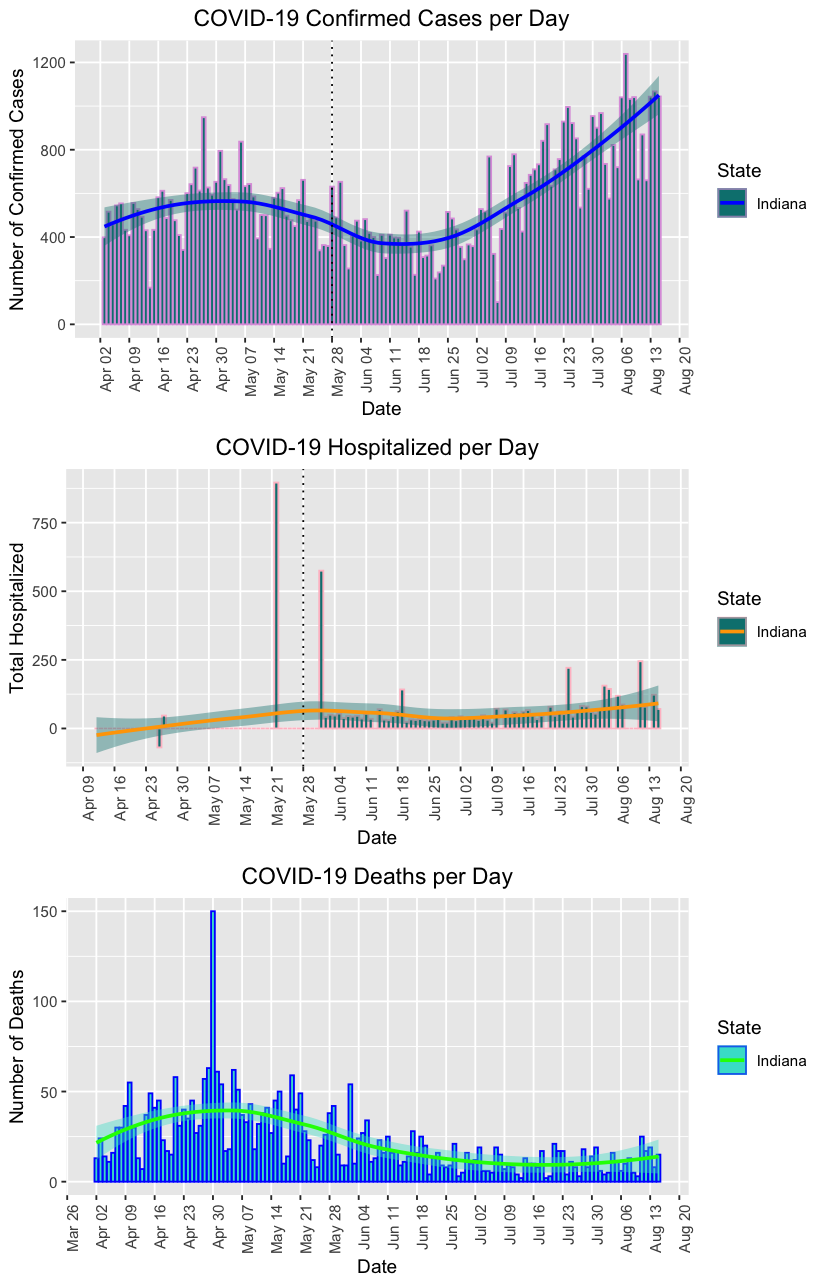 COVID-19 Confirmed Cases per Day
Number of Confirmed Cases
1200
800
400
0
Apr 02
Apr 09
Apr 16
Apr 23
Apr 30
May 07
May 14
May 21
May 28
Jun 04
Jun 11
Jun 18
Jun 25
Jul 02
Jul 09
Jul 16
Jul 23
Jul 30
Aug 06
Aug 13
Aug 20
Date
State
Indiana
COVID-19 Hospitalized per Day
Total Hospitalized
750
500
250
0
Apr 09
Apr 16
Apr 23
Apr 30
May 07
May 14
May 21
May 28
Jun 04
Jun 11
Jun 18
Jun 25
Jul 02
Jul 09
Jul 16
Jul 23
Jul 30
Aug 06
Aug 13
Aug 20
Date
State
Indiana
COVID-19 Deaths per Day
Number of Deaths
150
100
50
0
Mar 26
Apr 02
Apr 09
Apr 16
Apr 23
Apr 30
May 07
May 14
May 21
May 28
Jun 04
Jun 11
Jun 18
Jun 25
Jul 02
Jul 09
Jul 16
Jul 23
Jul 30
Aug 06
Aug 13
Aug 20
Date
State
Indiana